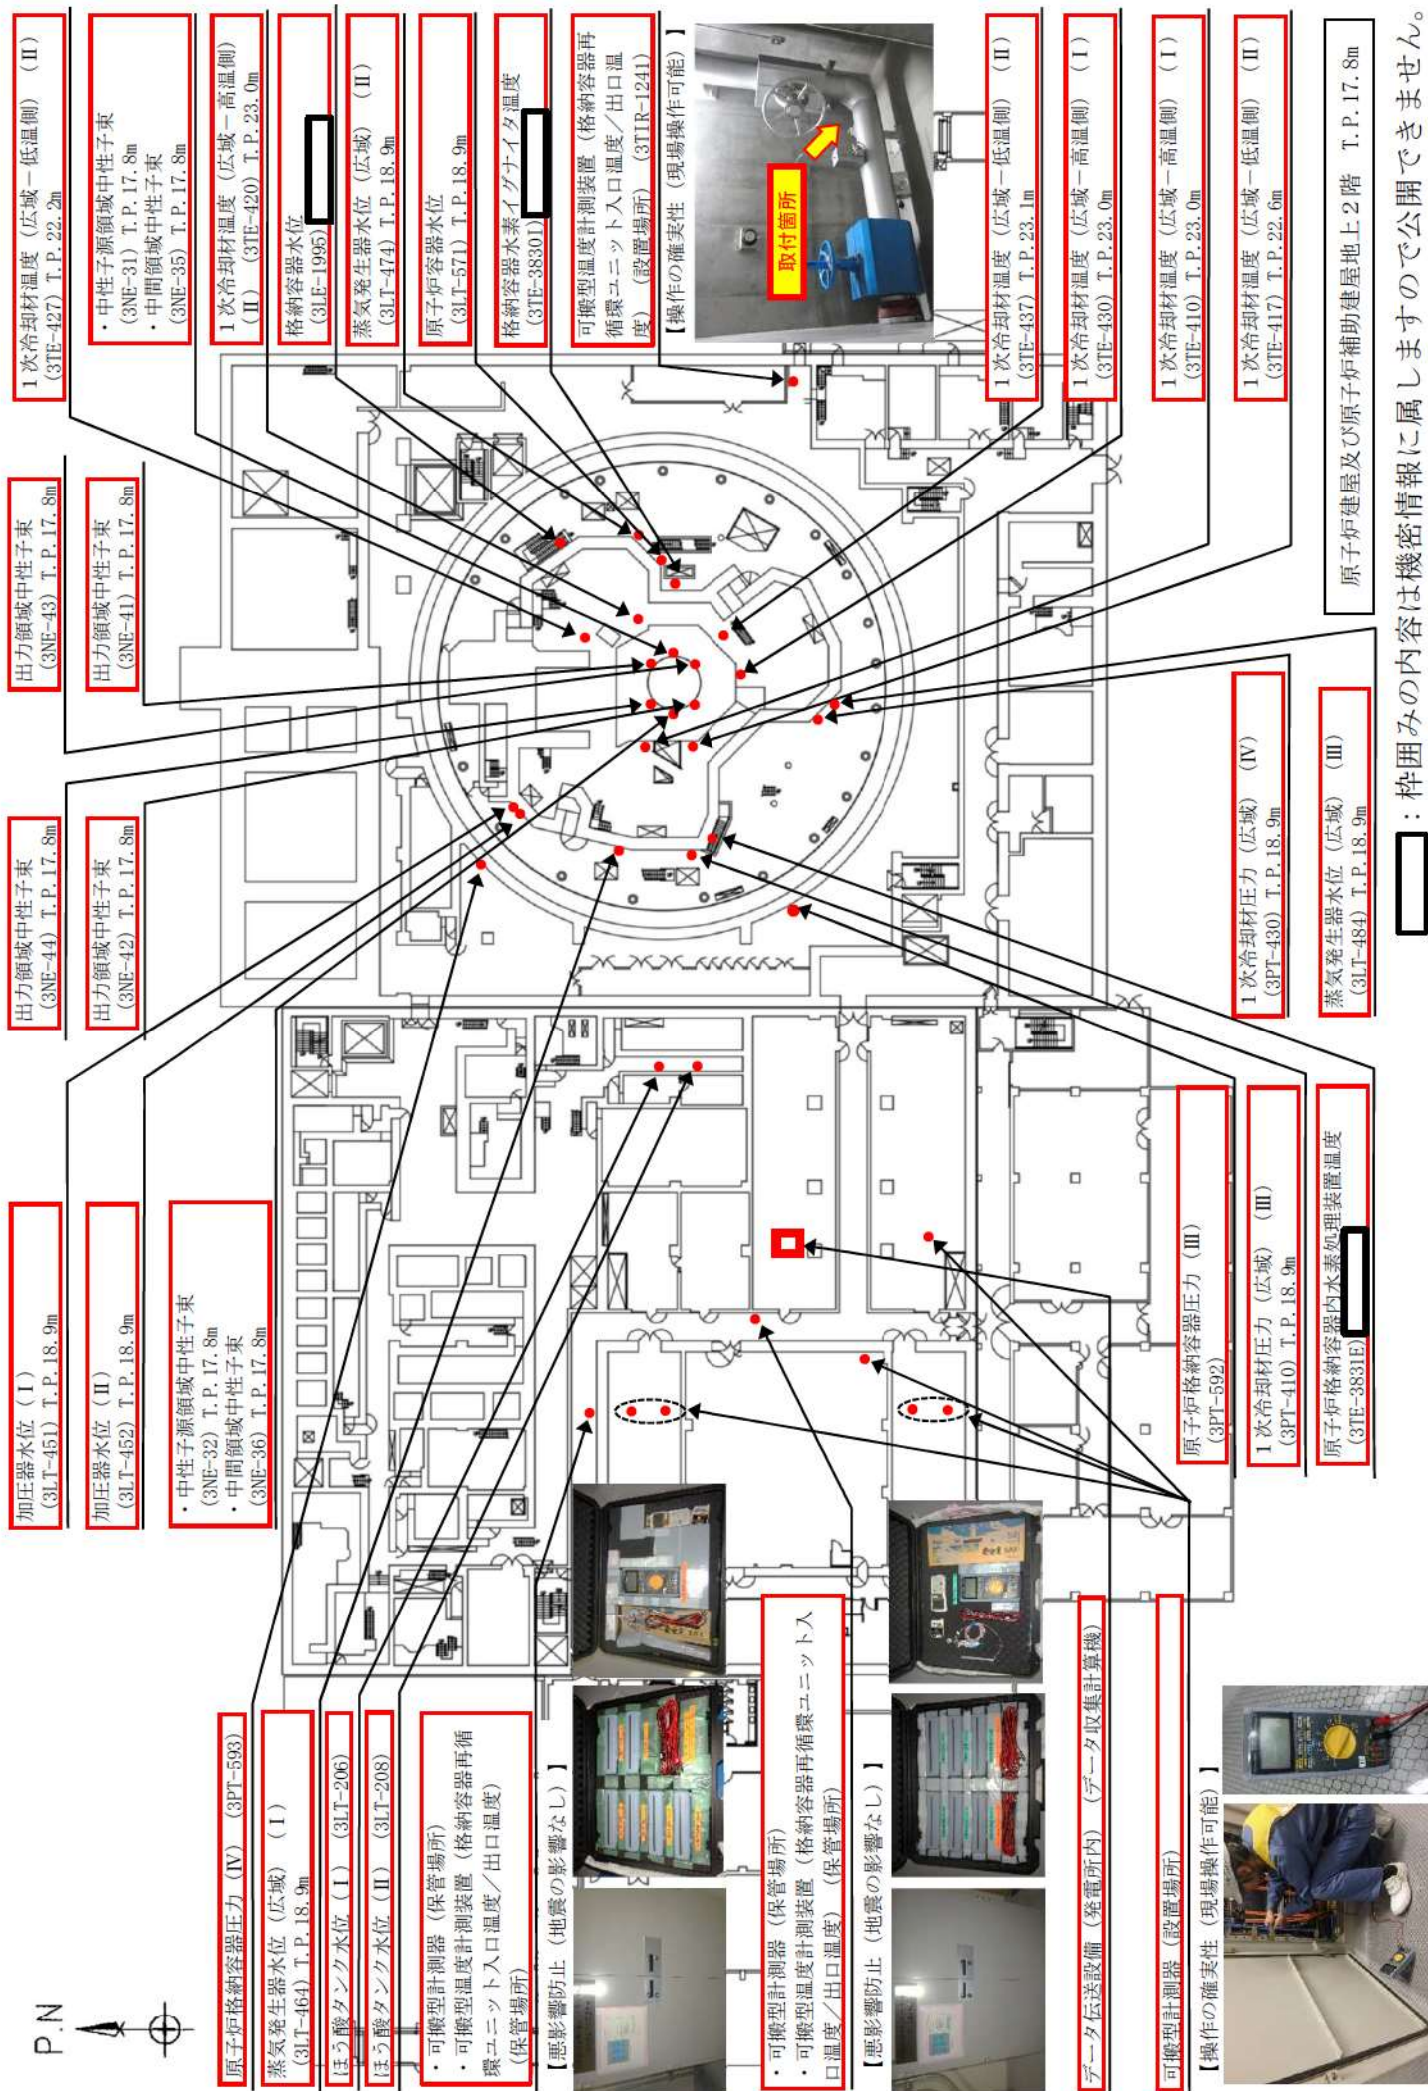 P.N
原子炉格納容器圧力（Ⅳ）（3PT-593）
蒸気発生器水位（広域）（Ⅰ）
(3LT-464) T.P.18.9m
ほう酸タンク水位（Ⅰ）(3LT-206)
ほう酸タンク水位（Ⅱ）(3LT-208)
・可搬型計測器（保管場所）
・可搬型温度計測装置（格納容器再循
環ユニット入口温度／出口温度）
（保管場所）
【悪影響防止（地震の影響なし）】
・可搬型計測器（保管場所）
・可搬型温度計測装置（格納容器再循環ユニット入
口温度／出口温度）（保管場所）
【悪影響防止（地震の影響なし）】
データ伝送設備（発電所内）（データ収集計算機）
可搬型計測器（設置場所）
【操作の確実性（現場操作可能）】
加圧器水位（Ⅰ）
(3LT-451) T.P.18.9m
加圧器水位（Ⅱ）
(3LT-452) T.P.18.9m
・中性子源領域中性子束
(3NE-32) T.P.17.8m
・中間領域中性子束
(3NE-36) T.P.17.8m
原子炉格納容器圧力（Ⅲ）
(3PT-592)
１次冷却材圧力（広域）（Ⅲ）
(3PT-410) T.P.18.9m
原子炉格納容器内水素処理装置温度
(3TE-3831E)
出力領域中性子束
(3NE-44) T.P.17.8m
出力領域中性子束
(3NE-42) T.P.17.8m
１次冷却材圧力（広域）（Ⅳ）
(3PT-430) T.P.18.9m
蒸気発生器水位（広域）（Ⅲ）
(3LT-484) T.P.18.9m
出力領域中性子束
(3NE-43) T.P.17.8m
出力領域中性子束
(3NE-41) T.P.17.8m
１次冷却材温度（広域－低温側）（Ⅱ）
(3TE-427) T.P.22.2m
・中性子源領域中性子束
(3NE-31) T.P.17.8m
・中間領域中性子束
(3NE-35) T.P.17.8m
１次冷却材温度（広域－高温側）
（Ⅱ）(3TE-420) T.P.23.0m
格納容器水位
(3LE-1995)
蒸気発生器水位（広域）（Ⅱ）
(3LT-474) T.P.18.9m
原子炉容器水位
(3LT-571) T.P.18.9m
格納容器水素イグナイタ温度
(3TE-38301)
可搬型温度計測装置（格納容器再
循環ユニット入口温度／出口温
度）（設置場所）(3TIR-1241)
【操作の確実性（現場操作可能）】
取付箇所
１次冷却材温度（広域－低温側）（Ⅱ）
(3TE-437) T.P.23.1m
１次冷却材温度（広域－高温側）（Ⅰ）
(3TE-430) T.P.23.0m
１次冷却材温度（広域－高温側）（Ⅰ）
(3TE-410) T.P.23.0m
１次冷却材温度（広域－低温側）（Ⅱ）
(3TE-417) T.P.22.6m
原子炉建屋及び原子炉補助建屋地上２階 T.P.17.8m
：枠囲みの内容は機密情報に属しますので公開できません。